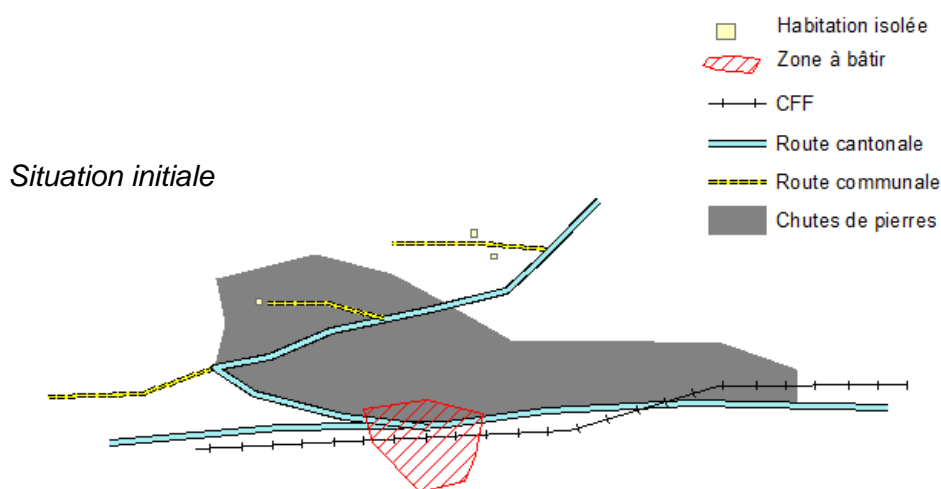 Habitation isolée
Zone à bâtir
CFF
Route cantonale
Situation initiale
Route communale
Chutes de pierres